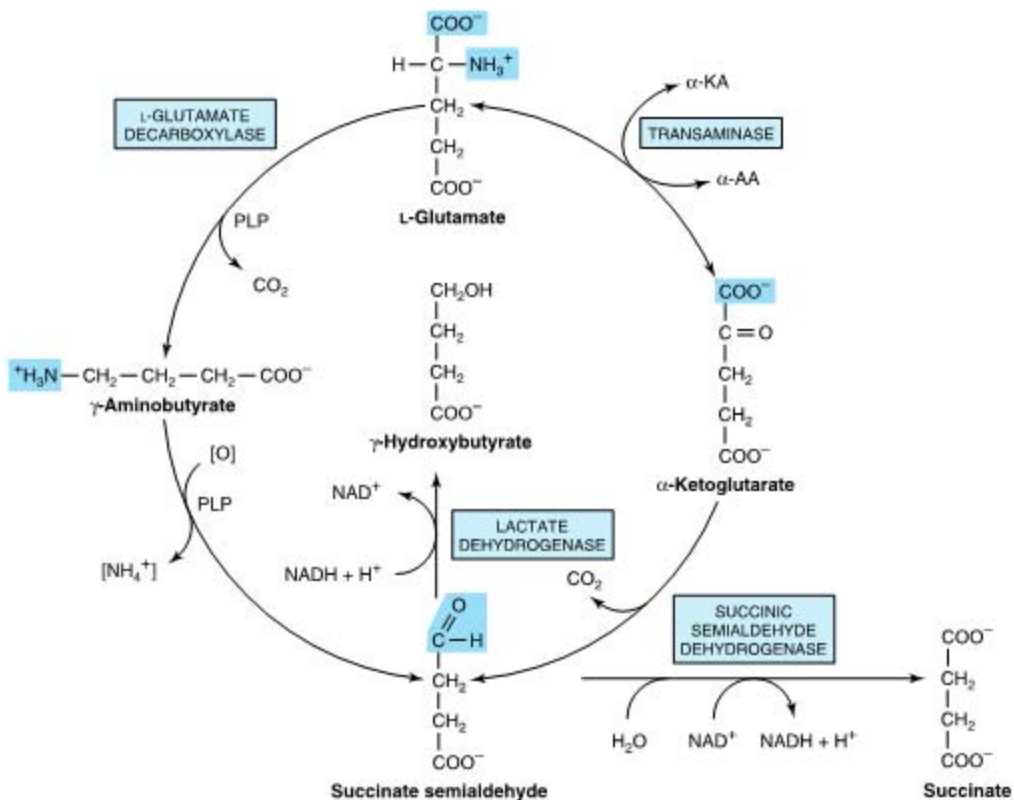 COO⁻
H—C—NH₃⁺
CH₂
CH₂
COO⁻
L-Glutamate
L-GLUTAMATE
DECARBOXYLASE
PLP
CO₂
α-KA
TRANSAMINASE
α-AA
COO⁻
C=O
CH₂
CH₂
COO⁻
α-Ketoglutarate
CH₂OH
CH₂
CH₂
COO⁻
γ-Hydroxybutyrate
⁺H₃N—CH₂—CH₂—CH₂—COO⁻
γ-Aminobutyrate
[O]
PLP
[NH₄⁺]
NAD⁺
NADH + H⁺
LACTATE
DEHYDROGENASE
CO₂
O
C—H
CH₂
CH₂
COO⁻
Succinate semialdehyde
SUCCINIC
SEMIALDEHYDE
DEHYDROGENASE
H₂O
NAD⁺
NADH + H⁺
COO⁻
CH₂
CH₂
COO⁻
Succinate